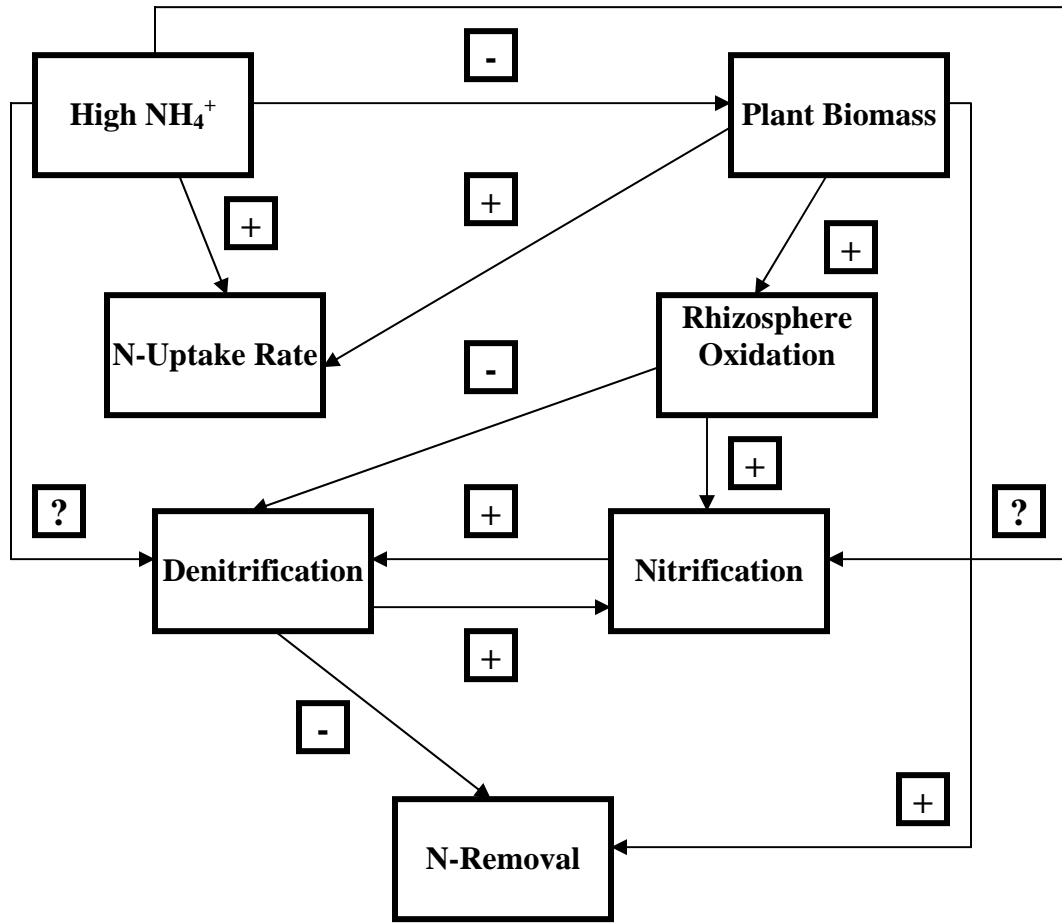 -
High NH₄⁺
Plant Biomass
+
+
+
N-Uptake Rate
-
Rhizosphere
Oxidation
+
?
+
?
Denitrification
Nitrification
+
-
+
N-Removal